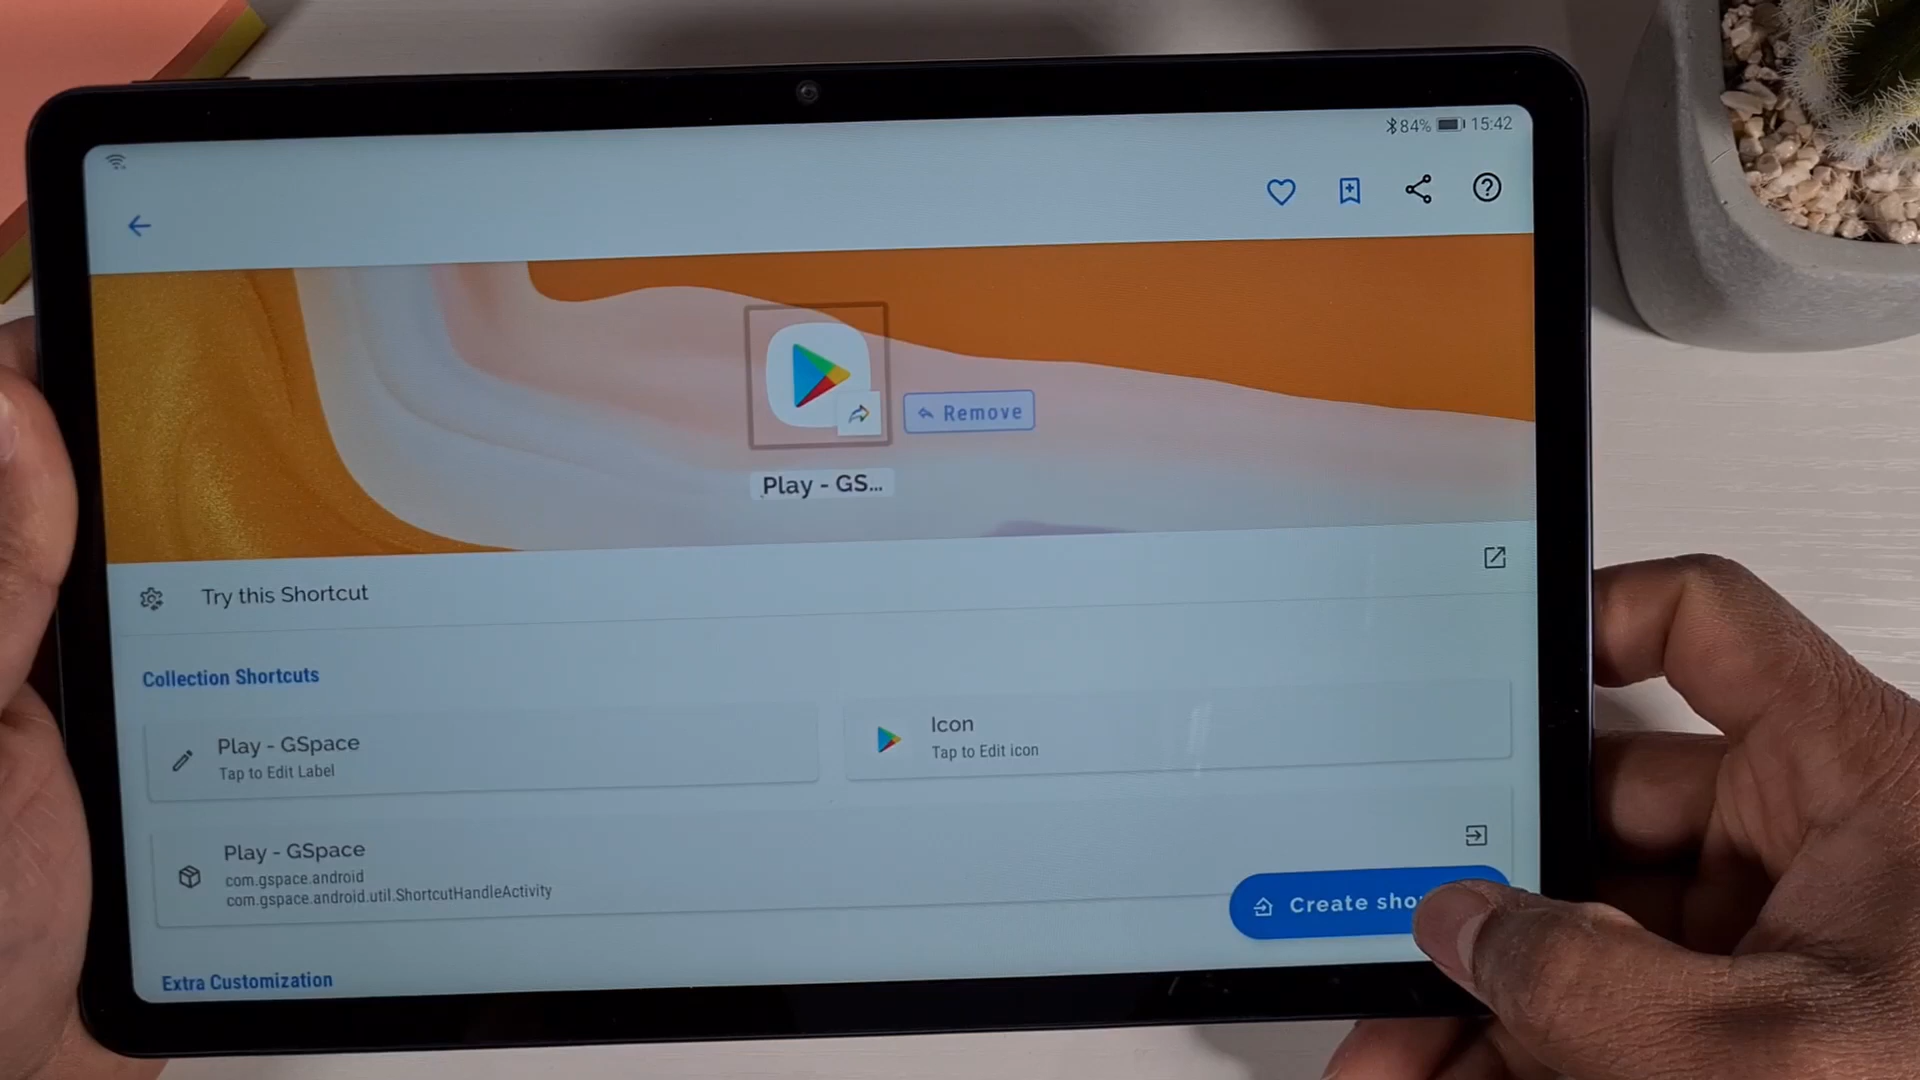 84% 15:42
Remove
Play - GS...
Try this Shortcut
Collection Shortcuts
Play - GSpace
Tap to Edit Label
Icon
Tap to Edit icon
Play - GSpace
com.gspace.android
com.gspace.android.util.ShortcutHandleActivity
Create sho
Extra Customization